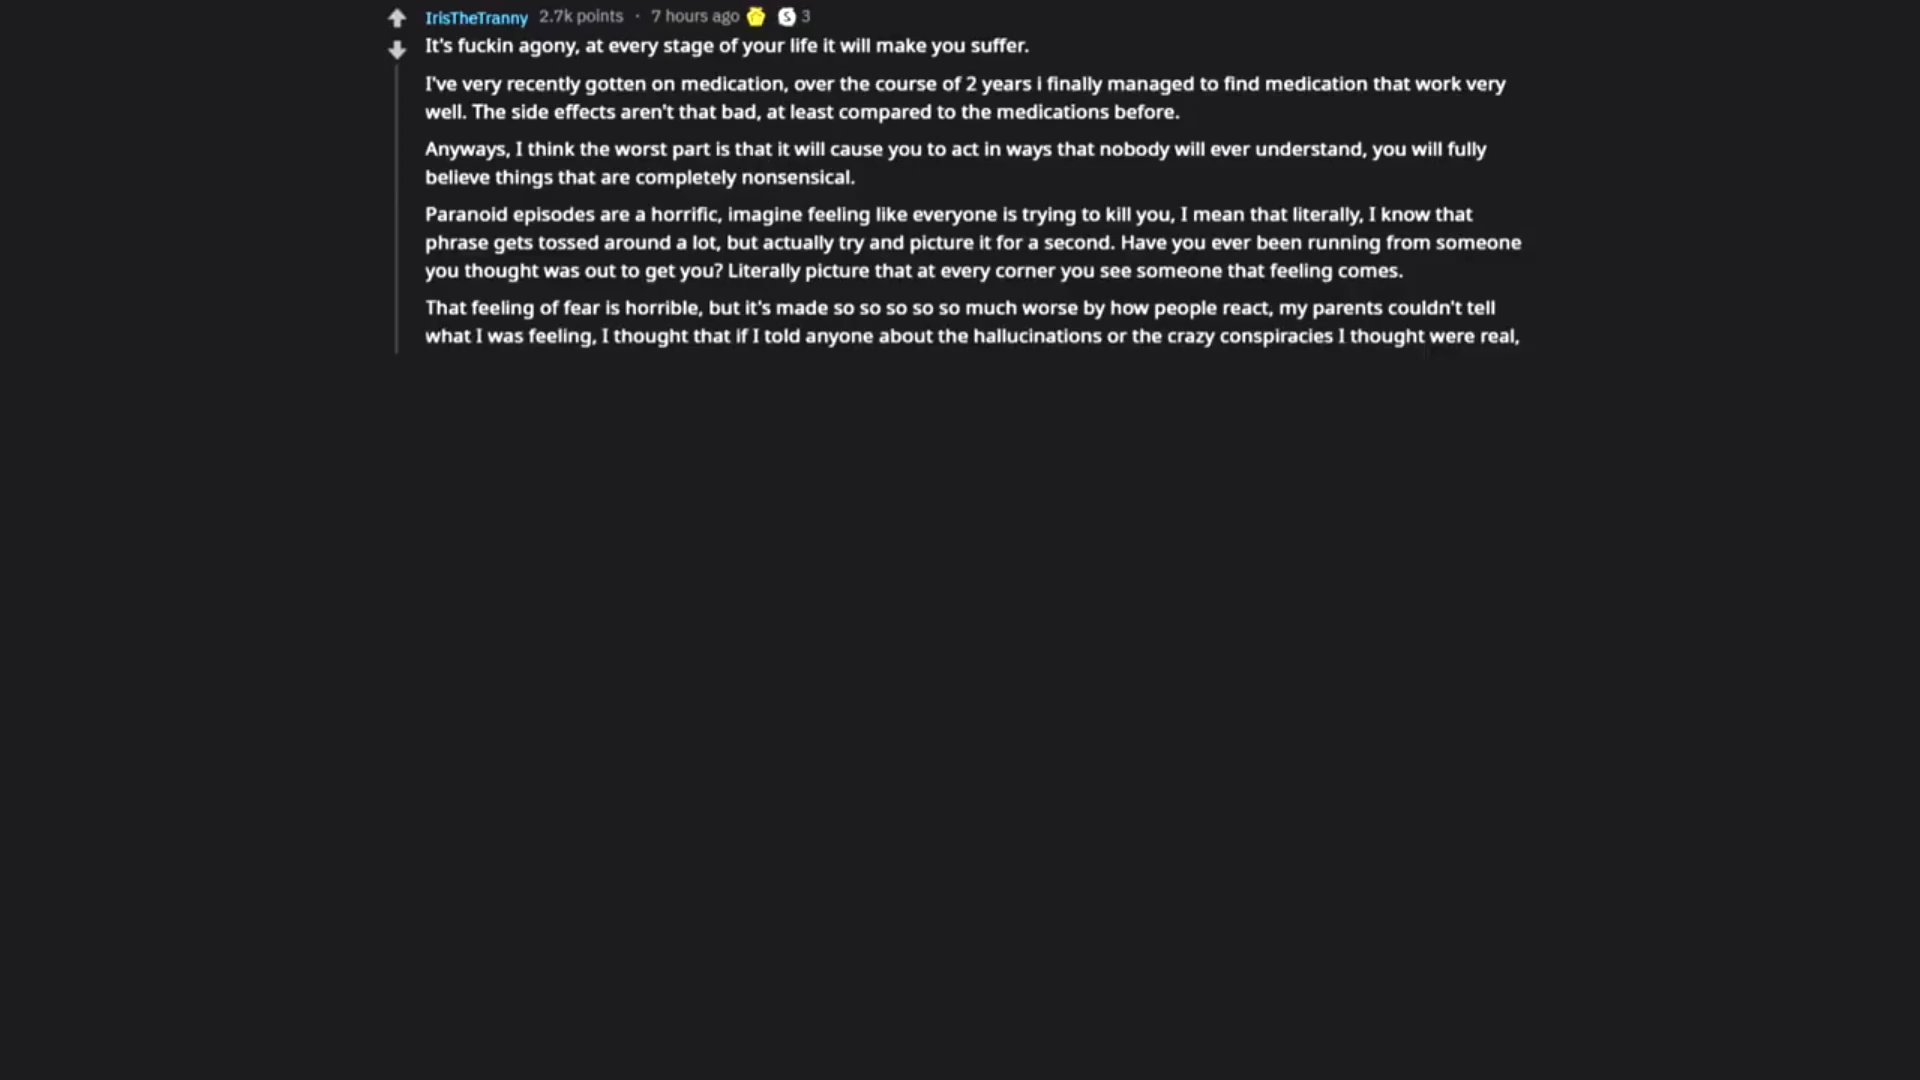 IrisTheTranny 2.7k points · 7 hours ago S 3
It's fuckin agony, at every stage of your life it will make you suffer.
I've very recently gotten on medication, over the course of 2 years i finally managed to find medication that work very
well. The side effects aren't that bad, at least compared to the medications before.
Anyways, I think the worst part is that it will cause you to act in ways that nobody will ever understand, you will fully
believe things that are completely nonsensical.
Paranoid episodes are a horrific, imagine feeling like everyone is trying to kill you, I mean that literally, I know that
phrase gets tossed around a lot, but actually try and picture it for a second. Have you ever been running from someone
you thought was out to get you? Literally picture that at every corner you see someone that feeling comes.
That feeling of fear is horrible, but it's made so so so so so much worse by how people react, my parents couldn't tell
what I was feeling, I thought that if I told anyone about the hallucinations or the crazy conspiracies I thought were real,